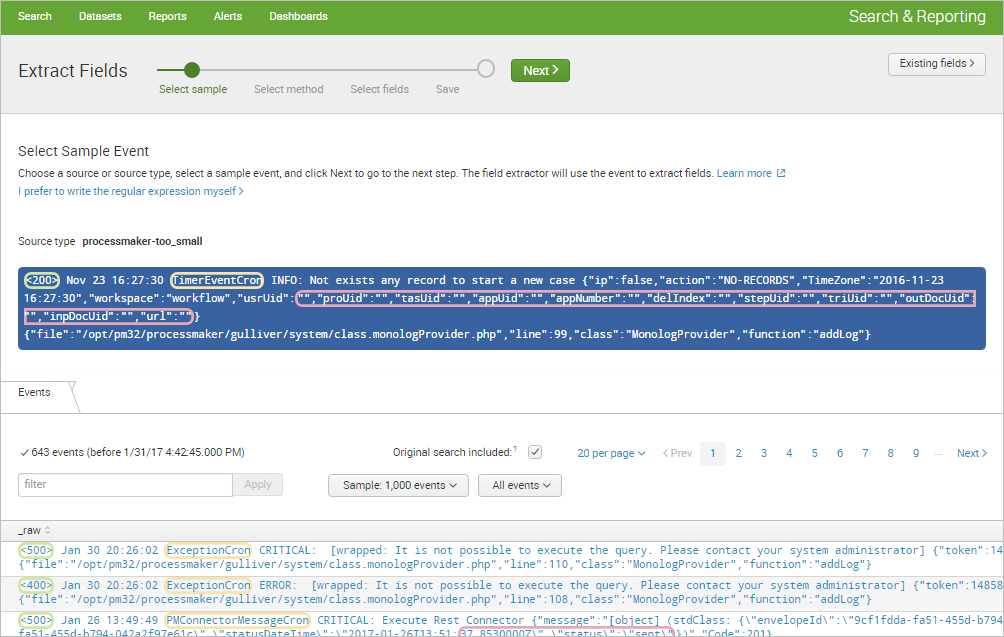 Search Datasets Reports Alerts Dashboards Search & Reporting
Extract Fields Next > Existing fields >
Select sample Select method Select fields Save
Select Sample Event
Choose a source or source type, select a sample event, and click Next to go to the next step. The field extractor will use the event to extract fields. Learn more
I prefer to write the regular expression myself >
Source type processmaker-too_small
<200> Nov 23 16:27:30 TimerEventCron INFO: Not exists any record to start a new case {"ip":false,"action":"NO-RECORDS","TimeZone":"2016-11-23
16:27:30","workspace":"workflow","usrUid":"","proUid":"","tasUid":"","appUid":"","appNumber":"","delIndex":"","stepUid":"","triUid":"","outDocUid":
"","inpDocUid":"","url":""}
{"file":"/opt/pm32/processmaker/gulliver/system/class.monologProvider.php","line":99,"class":"MonologProvider","function":"addLog"}
Events
✓ 643 events (before 1/31/17 4:42:45.000 PM) Original search included:? 20 per page < Prev 1 2 3 4 5 6 7 8 9 ... Next >
filter Apply Sample: 1,000 events All events
_raw
<500> Jan 30 20:26:02 ExceptionCron CRITICAL: [wrapped: It is not possible to execute the query. Please contact your system administrator] {"token":14
{"file":"/opt/pm32/processmaker/gulliver/system/class.monologProvider.php","line":110,"class":"MonologProvider","function":"addLog"}
<400> Jan 30 20:26:02 ExceptionCron ERROR: [wrapped: It is not possible to execute the query. Please contact your system administrator] {"token":14858
{"file":"/opt/pm32/processmaker/gulliver/system/class.monologProvider.php","line":108,"class":"MonologProvider","function":"addLog"}
<500> Jan 26 13:49:49 PMConnectorMessageCron CRITICAL: Execute Rest Connector {"message":"[object] (stdClass: {\"envelopeId\":\"9cf1fdda-fa51-455d-
fa51-455d-b794-042a2f97e61c\",\"statusDateTime\":\"2017-01-26T13:51:37.8530000Z\",\"status\":\"sent\"})","Code":201}